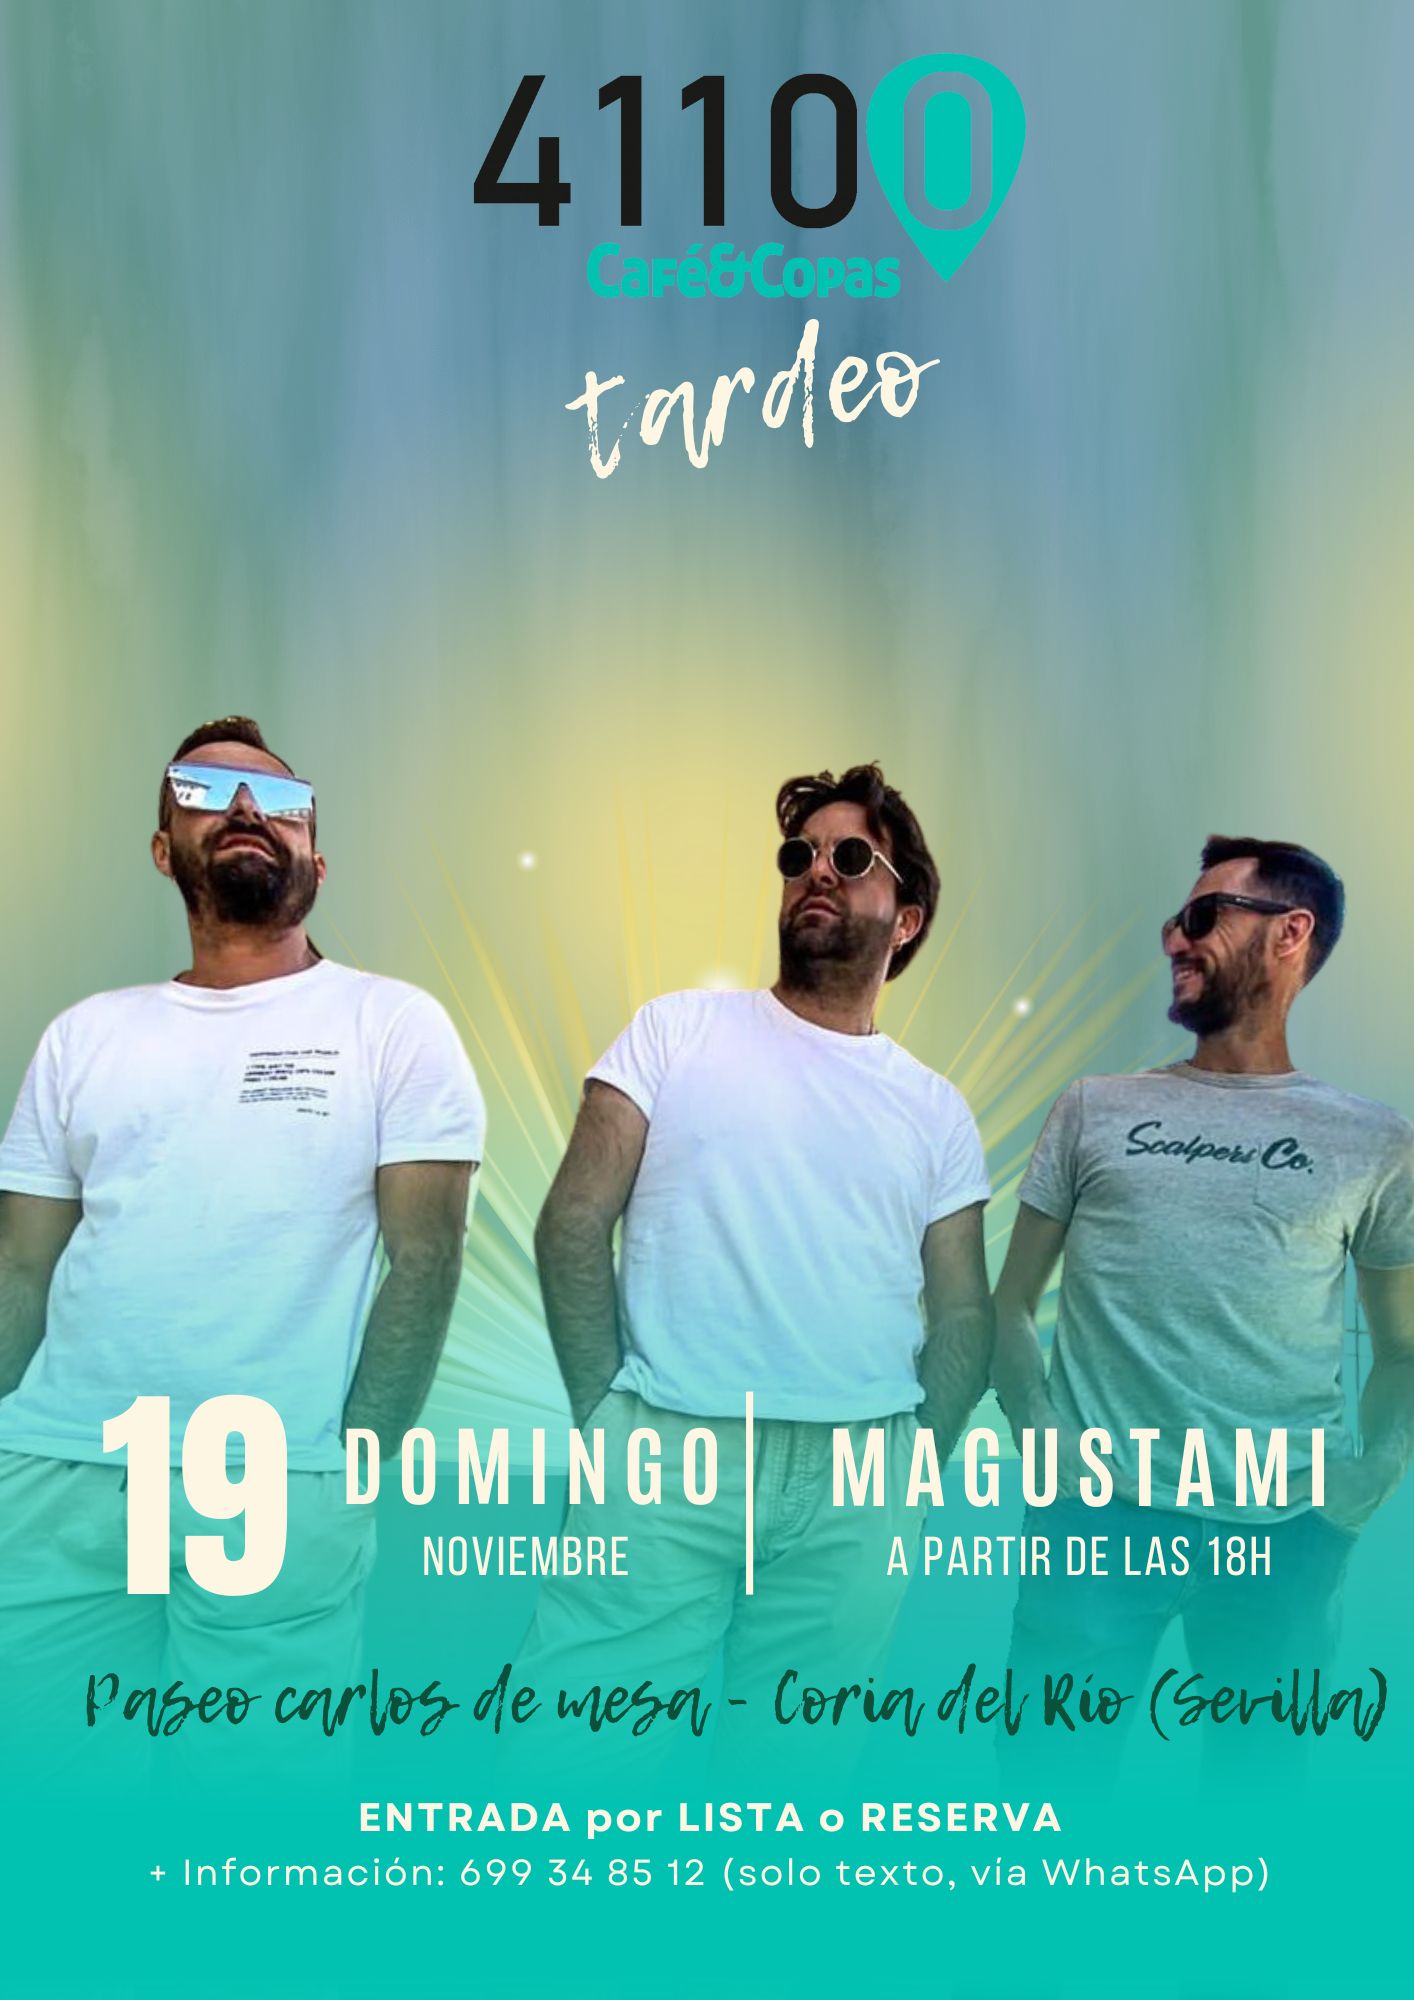 41100
Café&Copas
tardeo
Scalpers Co.
19 DOMINGO
NOVIEMBRE
MAGUSTAMI
A PARTIR DE LAS 18H
Paseo carlos de mesa - Coria del Río (Sevilla)
ENTRADA por LISTA o RESERVA
+ Información: 699 34 85 12 (solo texto, vía WhatsApp)